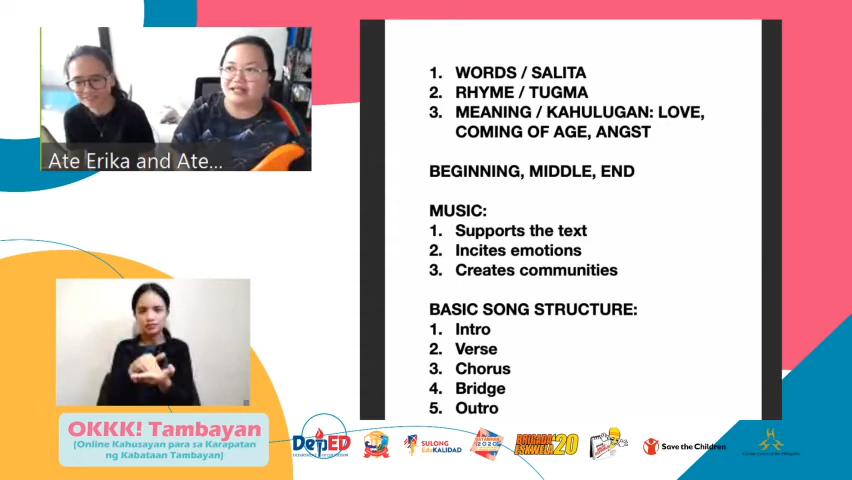 Ate Erika and Ate...
1. WORDS / SALITA
2. RHYME / TUGMA
3. MEANING / KAHULUGAN: LOVE,
COMING OF AGE, ANGST
BEGINNING, MIDDLE, END
MUSIC:
1. Supports the text
2. Incites emotions
3. Creates communities
BASIC SONG STRUCTURE:
1. Intro
2. Verse
3. Chorus
4. Bridge
5. Outro
OKKK! Tambayan
(Online Kahusayan para sa Karapatan
ng Kabataan Tambayan)
DepED
SULONG
EduKALIDAD
BRIGADA
ESKWELA
'20
Save the Children